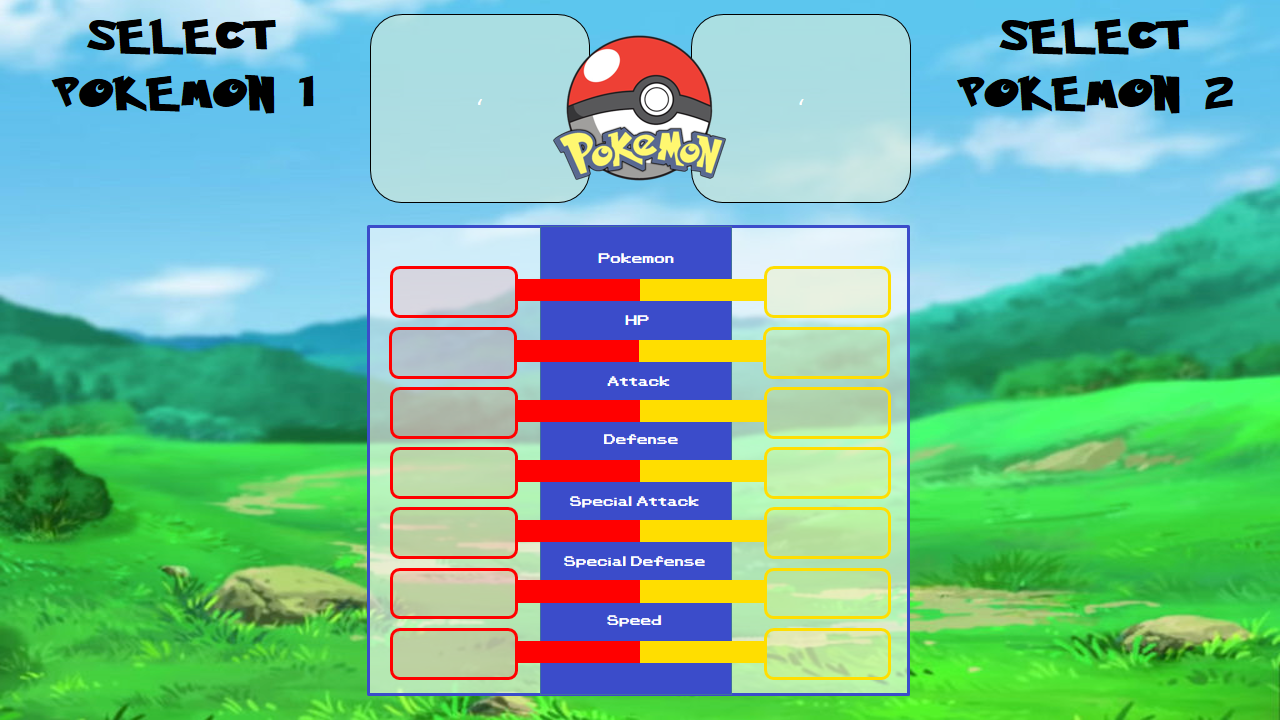 SELECT
POKEMON 1
SELECT
POKEMON 2
POKEMON
Pokemon
HP
Attack
Defense
Special Attack
Special Defense
Speed